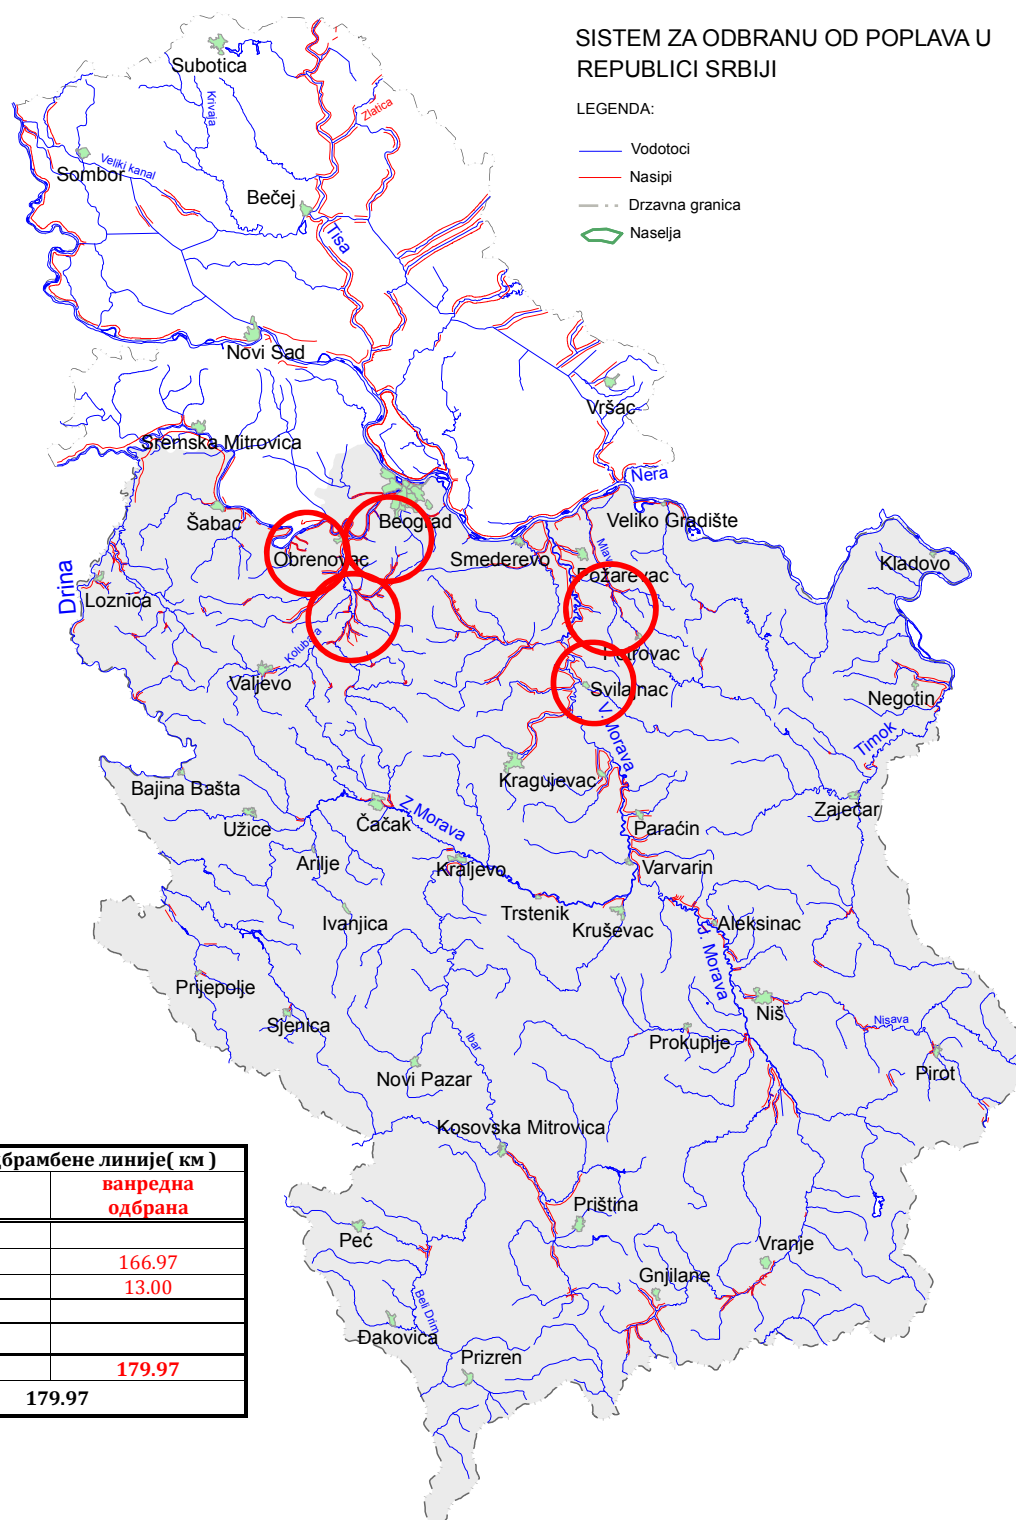 SISTEM ZA ODBRANU OD POPLAVA U
REPUBLICI SRBIJI
LEGENDA:
Vodotoci
Nasipi
Drzavna granica
Naselja
Subotica
Krivaja
Zlatica
Sombor
Veliki kanal
Bečej
Tisa
Novi Sad
Vršac
Sremska Mitrovica
Nera
Šabac
Beograd
Veliko Gradište
Obrenovac
Smederevo
Kladovo
Drina
Loznica
Požarevac
Kolubara
Petrovac
Valjevo
Svilajnac
Negotin
V. Morava
Timok
Bajina Bašta
Kragujevac
Zaječar
Užice
Čačak
Z.Morava
Paraćin
Arilje
Kraljevo
Varvarin
Ivanjica
Trstenik
Kruševac
Aleksinac
J. Morava
Prijepolje
Sjenica
Niš
Nisava
Ibar
Prokuplje
Novi Pazar
Pirot
Kosovska Mitrovica
Priština
Peć
Vranje
Gnjilane
Beli Drim
Đakovica
Prizren
дбрамбене линије( км )
ванредна
одбрана
166.97
13.00
179.97
179.97